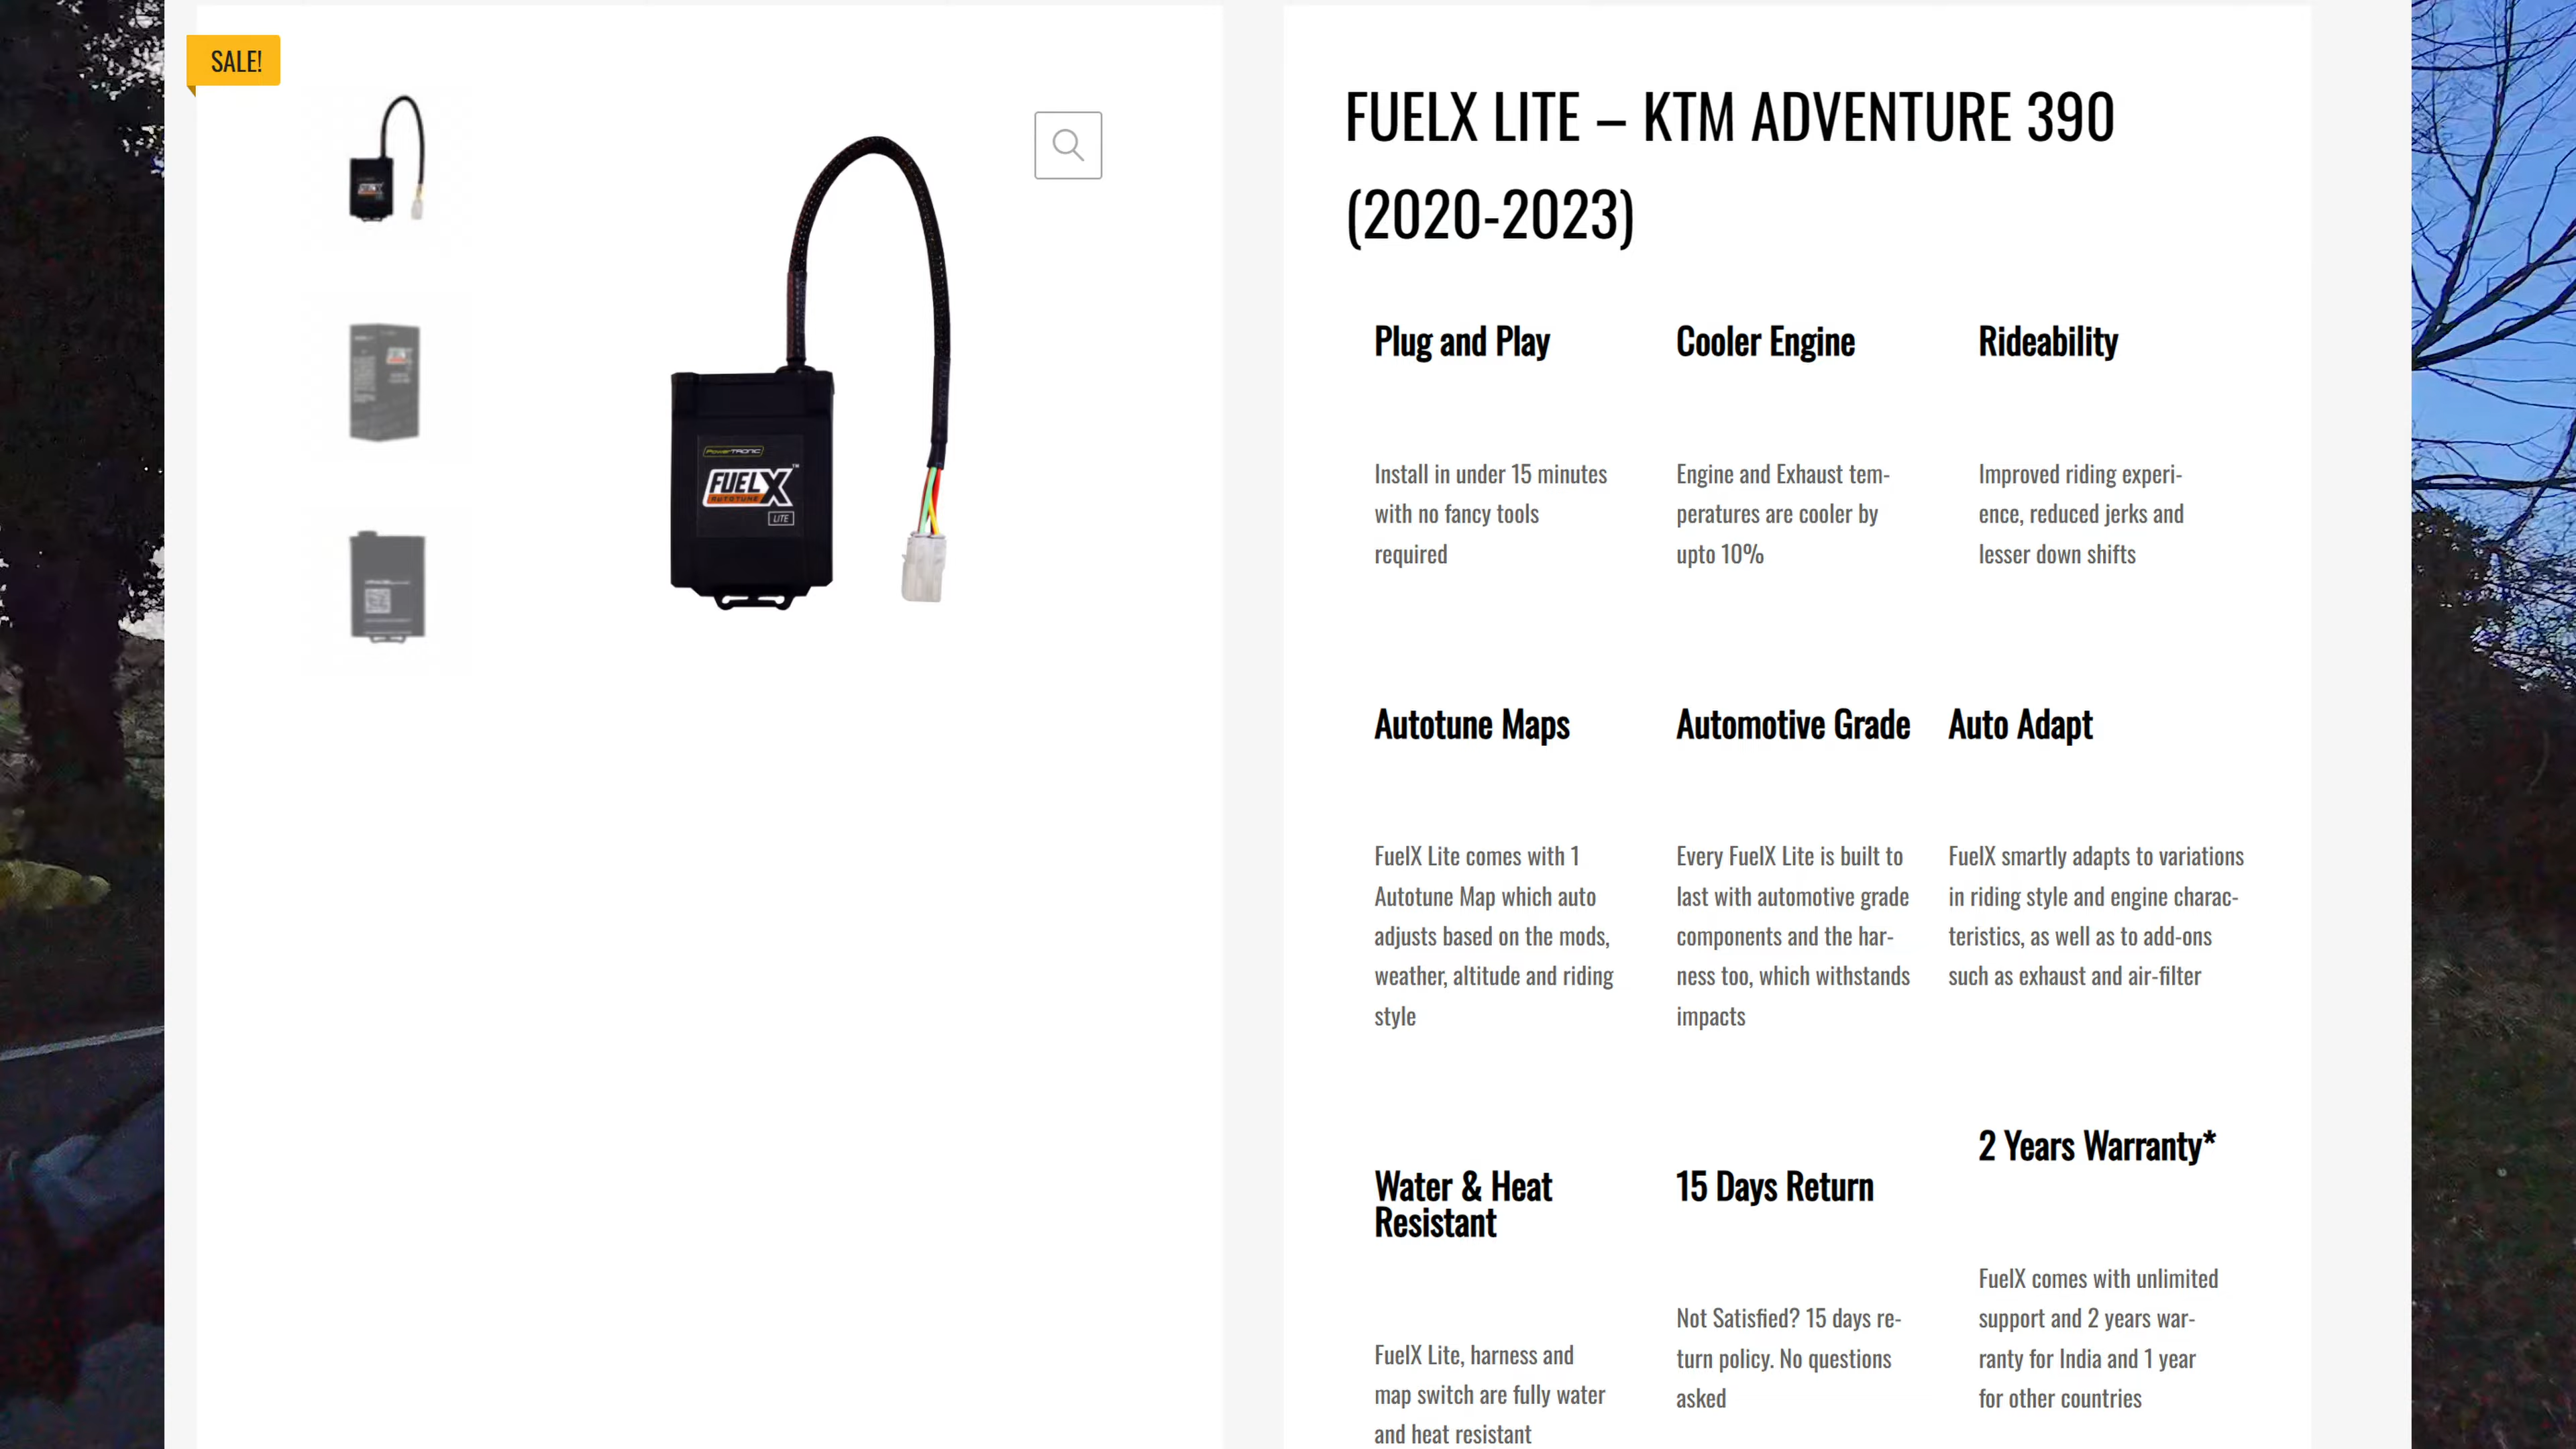 SALE!
PowerTRONIC
FUELX™
AUTOTUNE
LITE
FUELX LITE – KTM ADVENTURE 390
(2020-2023)
Plug and Play
Install in under 15 minutes
with no fancy tools
required
Cooler Engine
Engine and Exhaust tem-
peratures are cooler by
upto 10%
Rideability
Improved riding experi-
ence, reduced jerks and
lesser down shifts
Autotune Maps
FuelX Lite comes with 1
Autotune Map which auto
adjusts based on the mods,
weather, altitude and riding
style
Automotive Grade
Every FuelX Lite is built to
last with automotive grade
components and the har-
ness too, which withstands
impacts
Auto Adapt
FuelX smartly adapts to variations
in riding style and engine charac-
teristics, as well as to add-ons
such as exhaust and air-filter
Water & Heat
Resistant
FuelX Lite, harness and
map switch are fully water
and heat resistant
15 Days Return
Not Satisfied? 15 days re-
turn policy. No questions
asked
2 Years Warranty*
FuelX comes with unlimited
support and 2 years war-
ranty for India and 1 year
for other countries